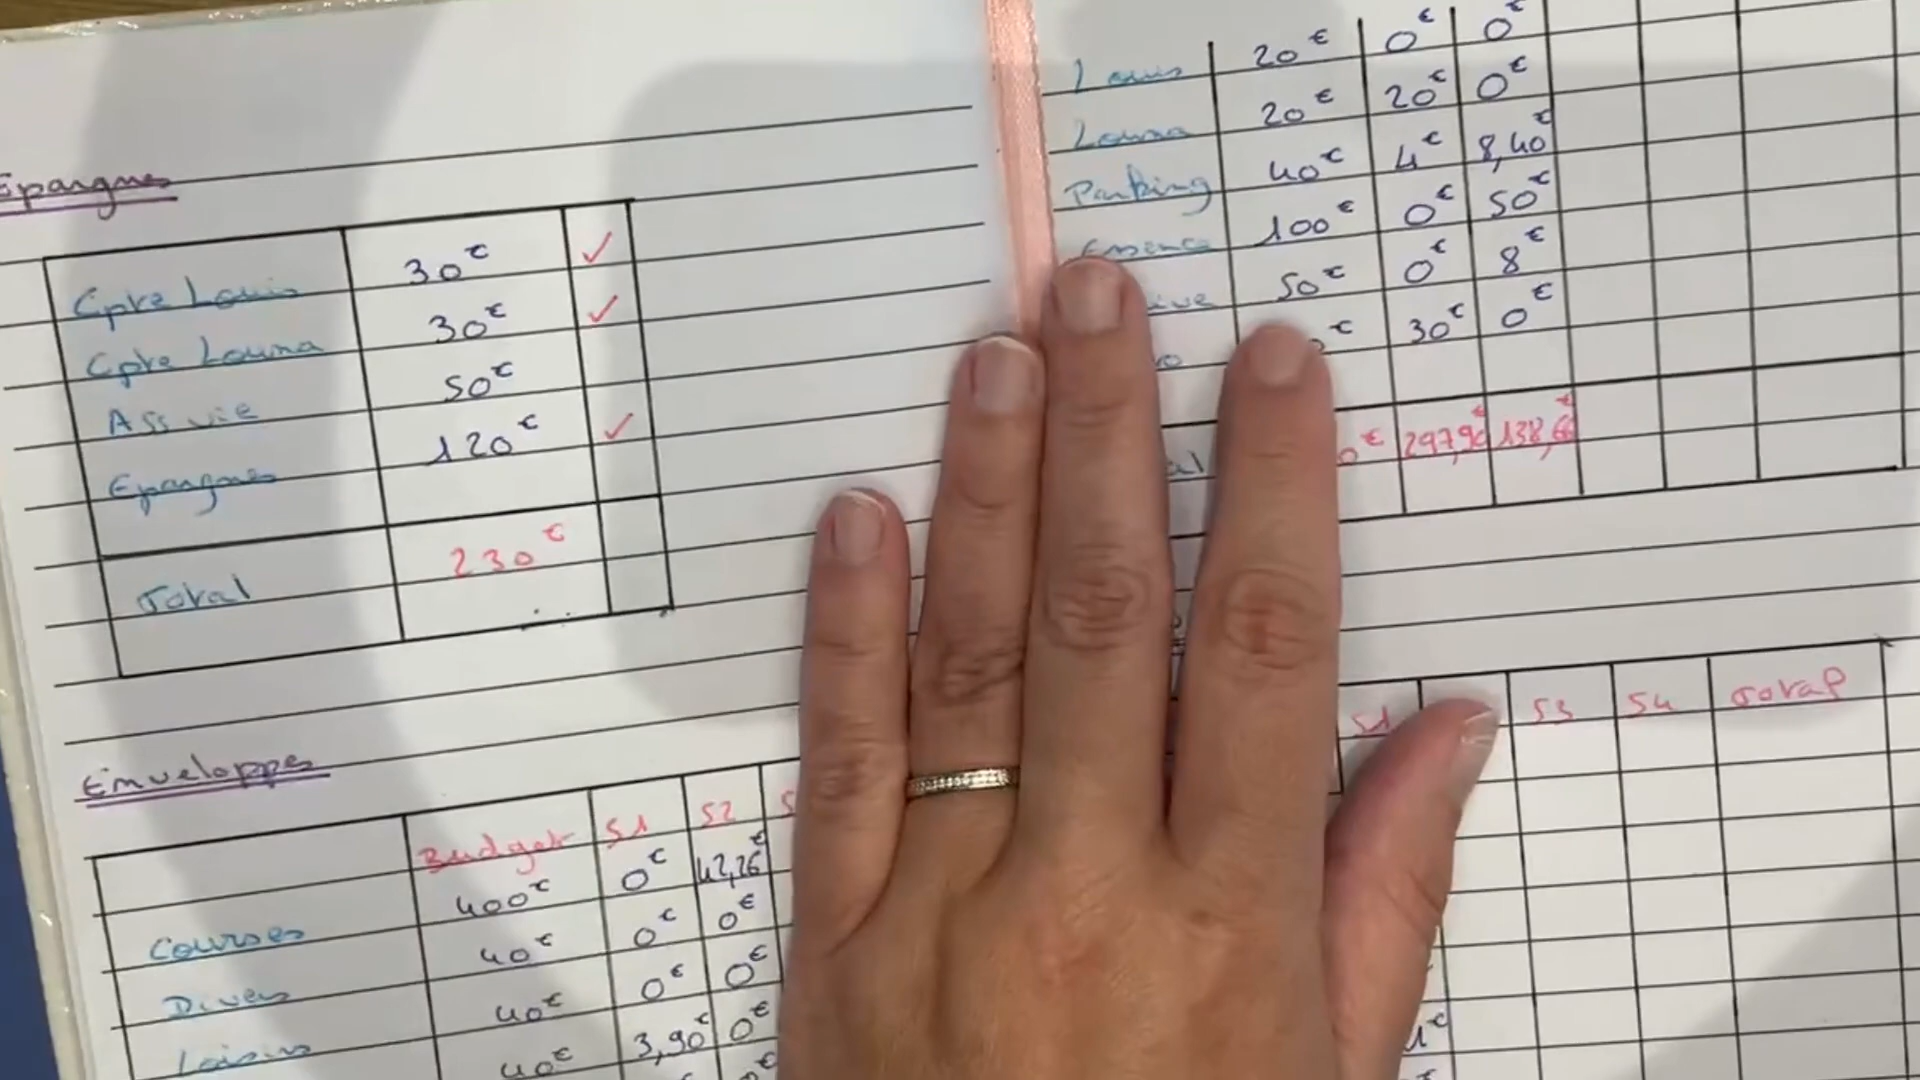 Epargnes
Cpte Louis 30€ ✓
Cpte Louna 30€ ✓
Ass vie 50€
Epargnes 120€ ✓
Total 230€
Enveloppes
Budget S1 S2
Courses 400€ 0€ 42,26€
Divers 40€ 0€ 0€
Loisirs 40€ 0€ 0€
40€ 3,90€ 0€
Louis 20€ 0€ 0€
Louna 20€ 20€ 0€
Parking 40€ 4€ 8,40€
Essence 100€ 0€ 50€
50€ 0€ 8€
€ 30€ 0€
0€ 297,90€ 138,66€
S1 S3 S4 Total